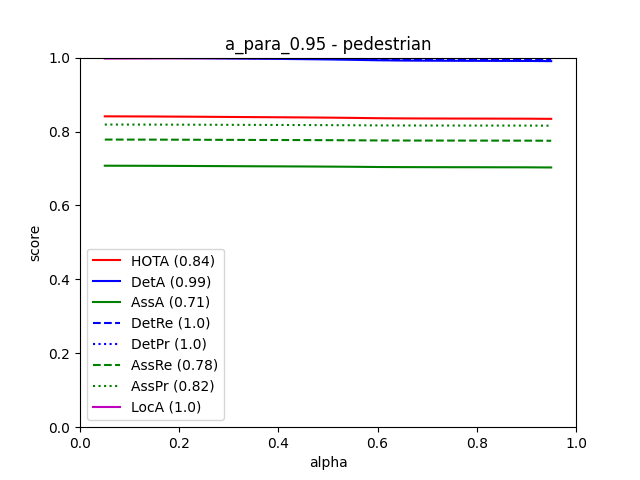 a_para_0.95 - pedestrian
1.0
0.8
0.6
0.4
0.2
0.0
score
HOTA (0.84)
DetA (0.99)
AssA (0.71)
DetRe (1.0)
DetPr (1.0)
AssRe (0.78)
AssPr (0.82)
LocA (1.0)
0.0 0.2 0.4 0.6 0.8 1.0
alpha